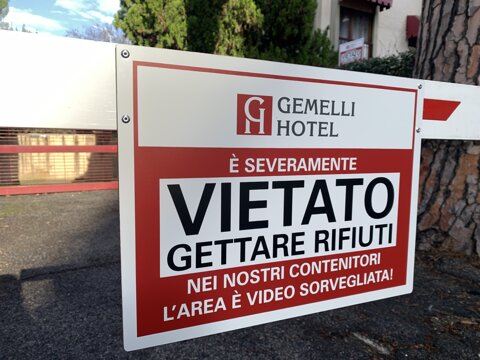 GH
GEMELLI
HOTEL
È SEVERAMENTE
VIETATO
GETTARE RIFIUTI
NEI NOSTRI CONTENITORI
L'AREA È VIDEO SORVEGLIATA!